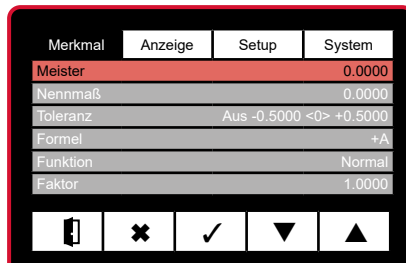 Merkmal Anzeige Setup System
Meister 0.0000
Nennmaß 0.0000
Toleranz Aus -0.5000 <0> +0.5000
Formel +A
Funktion Normal
Faktor 1.0000